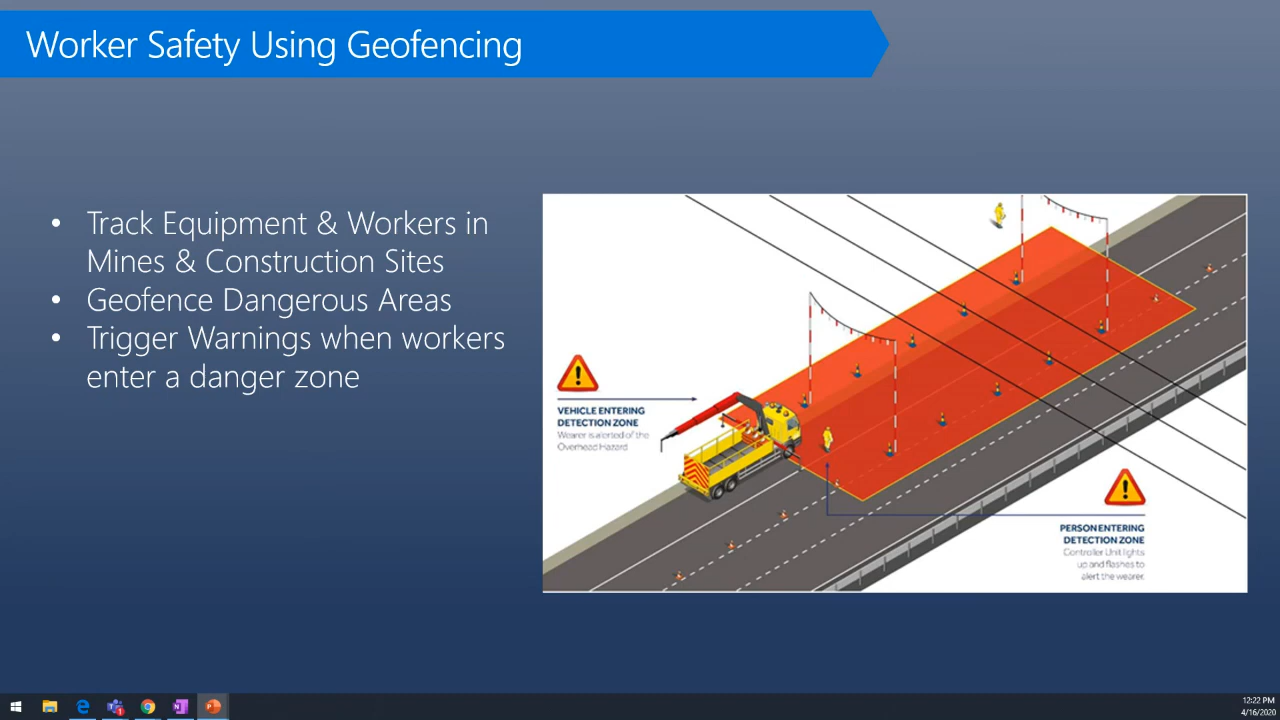 Worker Safety Using Geofencing
• Track Equipment & Workers in
Mines & Construction Sites
• Geofence Dangerous Areas
• Trigger Warnings when workers
enter a danger zone
VEHICLE ENTERING
DETECTION ZONE
Wearer is alerted of the
Overhead Hazard
PERSON ENTERING
DETECTION ZONE
Controller Unit lights
up and flashes to
alert the wearer.
12:22 PM
4/16/2020